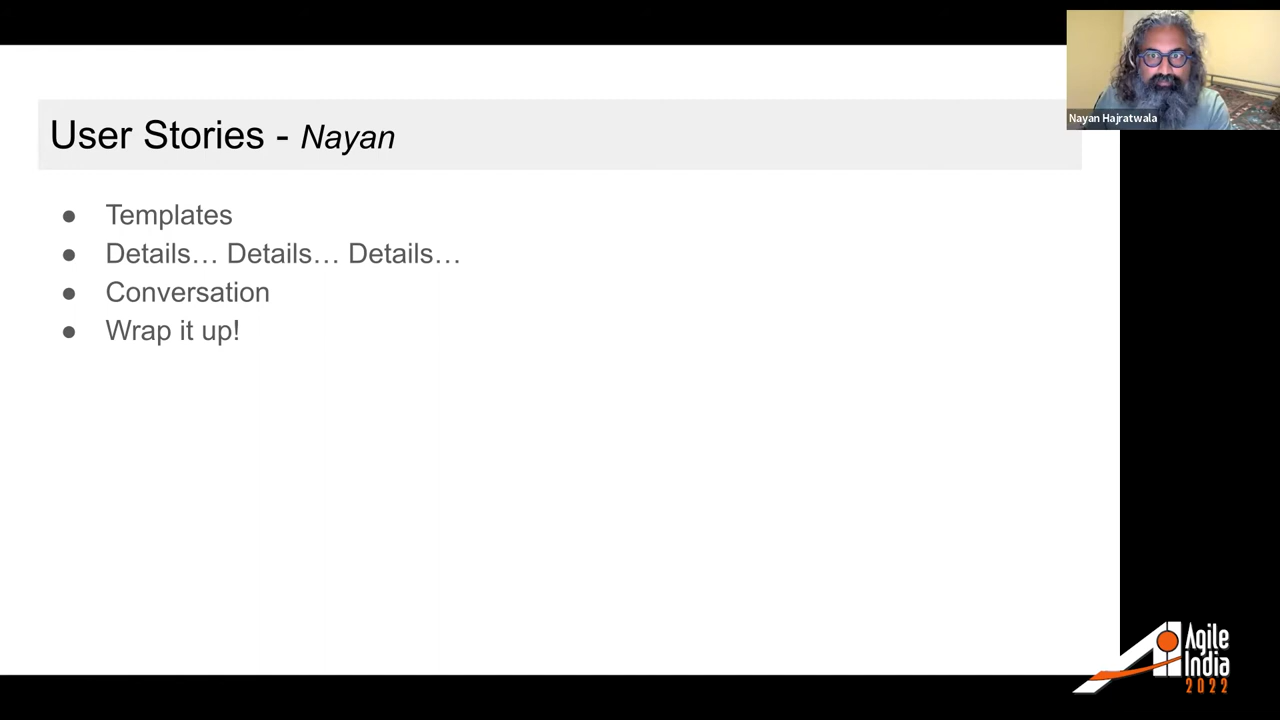 User Stories - Nayan
● Templates
● Details… Details… Details…
● Conversation
● Wrap it up!
Nayan Hajratwala
Agile
India
2022